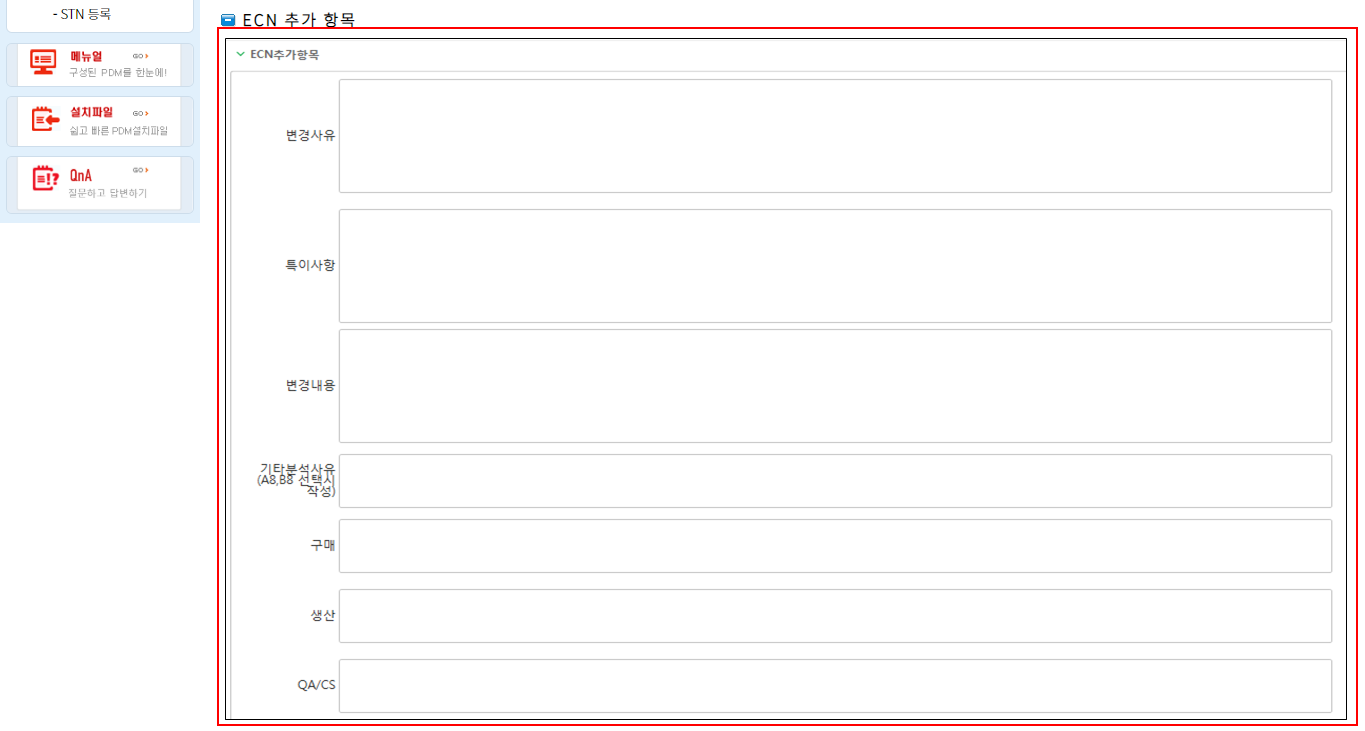 - STN 등록
메뉴얼 GO
구성된 PDM를 한눈에!
설치파일 GO
쉽고 빠른 PDM설치파일
QnA GO
질문하고 답변하기
ECN 추가 항목
ECN추가항목
변경사유
특이사항
변경내용
기타분석사유
(A8,B8 선택시
작성)
구매
생산
QA/CS